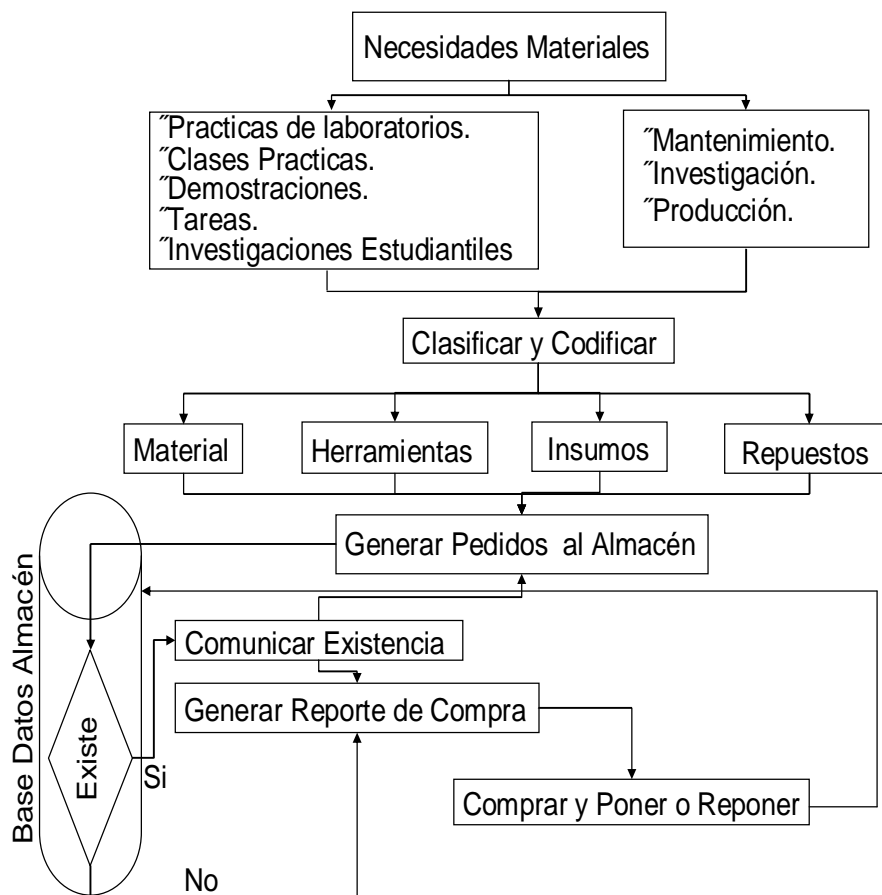 Necesidades Materiales
˝Practicas de laboratorios.
˝Clases Practicas.
˝Demostraciones.
˝Tareas.
˝Investigaciones Estudiantiles
˝Mantenimiento.
˝Investigación.
˝Producción.
Clasificar y Codificar
Material
Herramientas
Insumos
Repuestos
Generar Pedidos al Almacén
Base Datos Almacén
Existe
Si
Comunicar Existencia
Generar Reporte de Compra
Comprar y Poner o Reponer
No